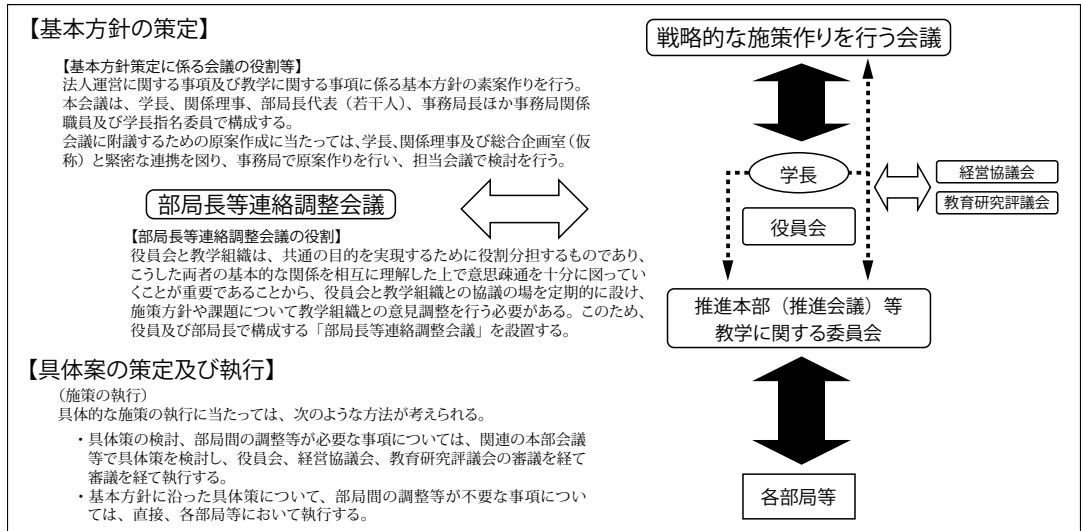 【基本方針の策定】
【基本方針策定に係る会議の役割等】
法人運営に関する事項及び教学に関する事項に係る基本方針の素案作りを行う。
本会議は、学長、関係理事、部局長代表（若干人）、事務局長ほか事務局関係
職員及び学長指名委員で構成する。
会議に附議するための原案作成に当たっては、学長、関係理事及び総合企画室（仮
称）と緊密な連携を図り、事務局で原案作りを行い、担当会議で検討を行う。
部局長等連絡調整会議
【部局長等連絡調整会議の役割】
役員会と教学組織は、共通の目的を実現するために役割分担するものであり、
こうした両者の基本的な関係を相互に理解した上で意思疎通を十分に図ってい
くことが重要であることから、役員会と教学組織との協議の場を定期的に設け、
施策方針や課題について教学組織との意見調整を行う必要がある。このため、
役員及び部局長で構成する「部局長等連絡調整会議」を設置する。
【具体案の策定及び執行】
（施策の執行）
具体的な施策の執行に当たっては、次のような方法が考えられる。
・具体策の検討、部局間の調整等が必要な事項については、関連の本部会議
等で具体策を検討し、役員会、経営協議会、教育研究評議会の審議を経て
審議を経て執行する。
・基本方針に沿った具体策について、部局間の調整等が不要な事項につい
ては、直接、各部局等において執行する。
戦略的な施策作りを行う会議
学長
役員会
経営協議会
教育研究評議会
推進本部（推進会議）等
教学に関する委員会
各部局等